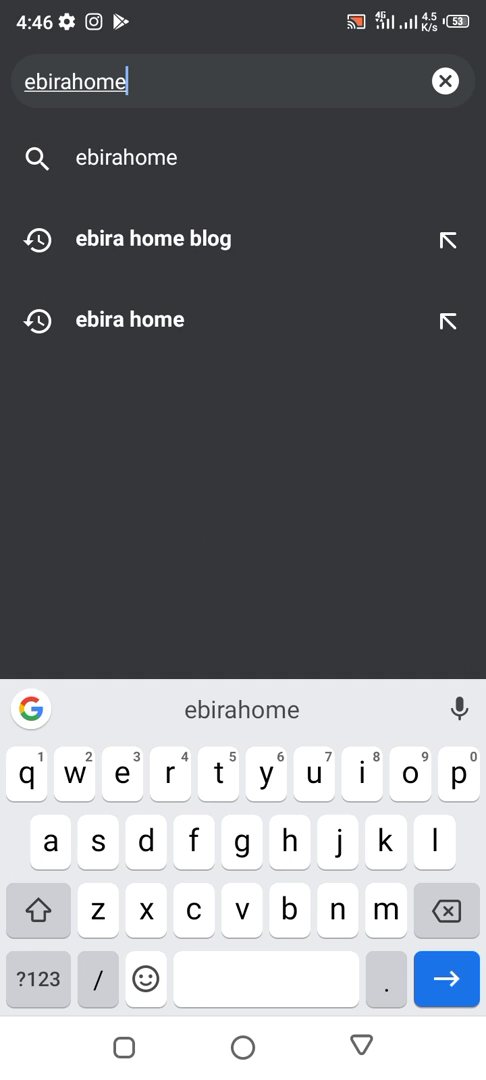 4:46 4G 4.5 K/s 53
ebirahome
ebirahome
ebira home blog
ebira home
G ebirahome
1 2 3 4 5 6 7 8 9 0
q w e r t y u i o p
a s d f g h j k l
z x c v b n m
?123 / .